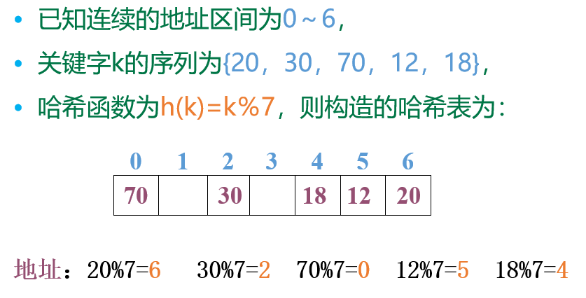 • 已知连续的地址区间为0~6，
• 关键字k的序列为{20，30，70，12，18}，
• 哈希函数为h(k)=k%7，则构造的哈希表为：
0 1 2 3 4 5 6
70 30 18 12 20
地址：20%7=6 30%7=2 70%7=0 12%7=5 18%7=4